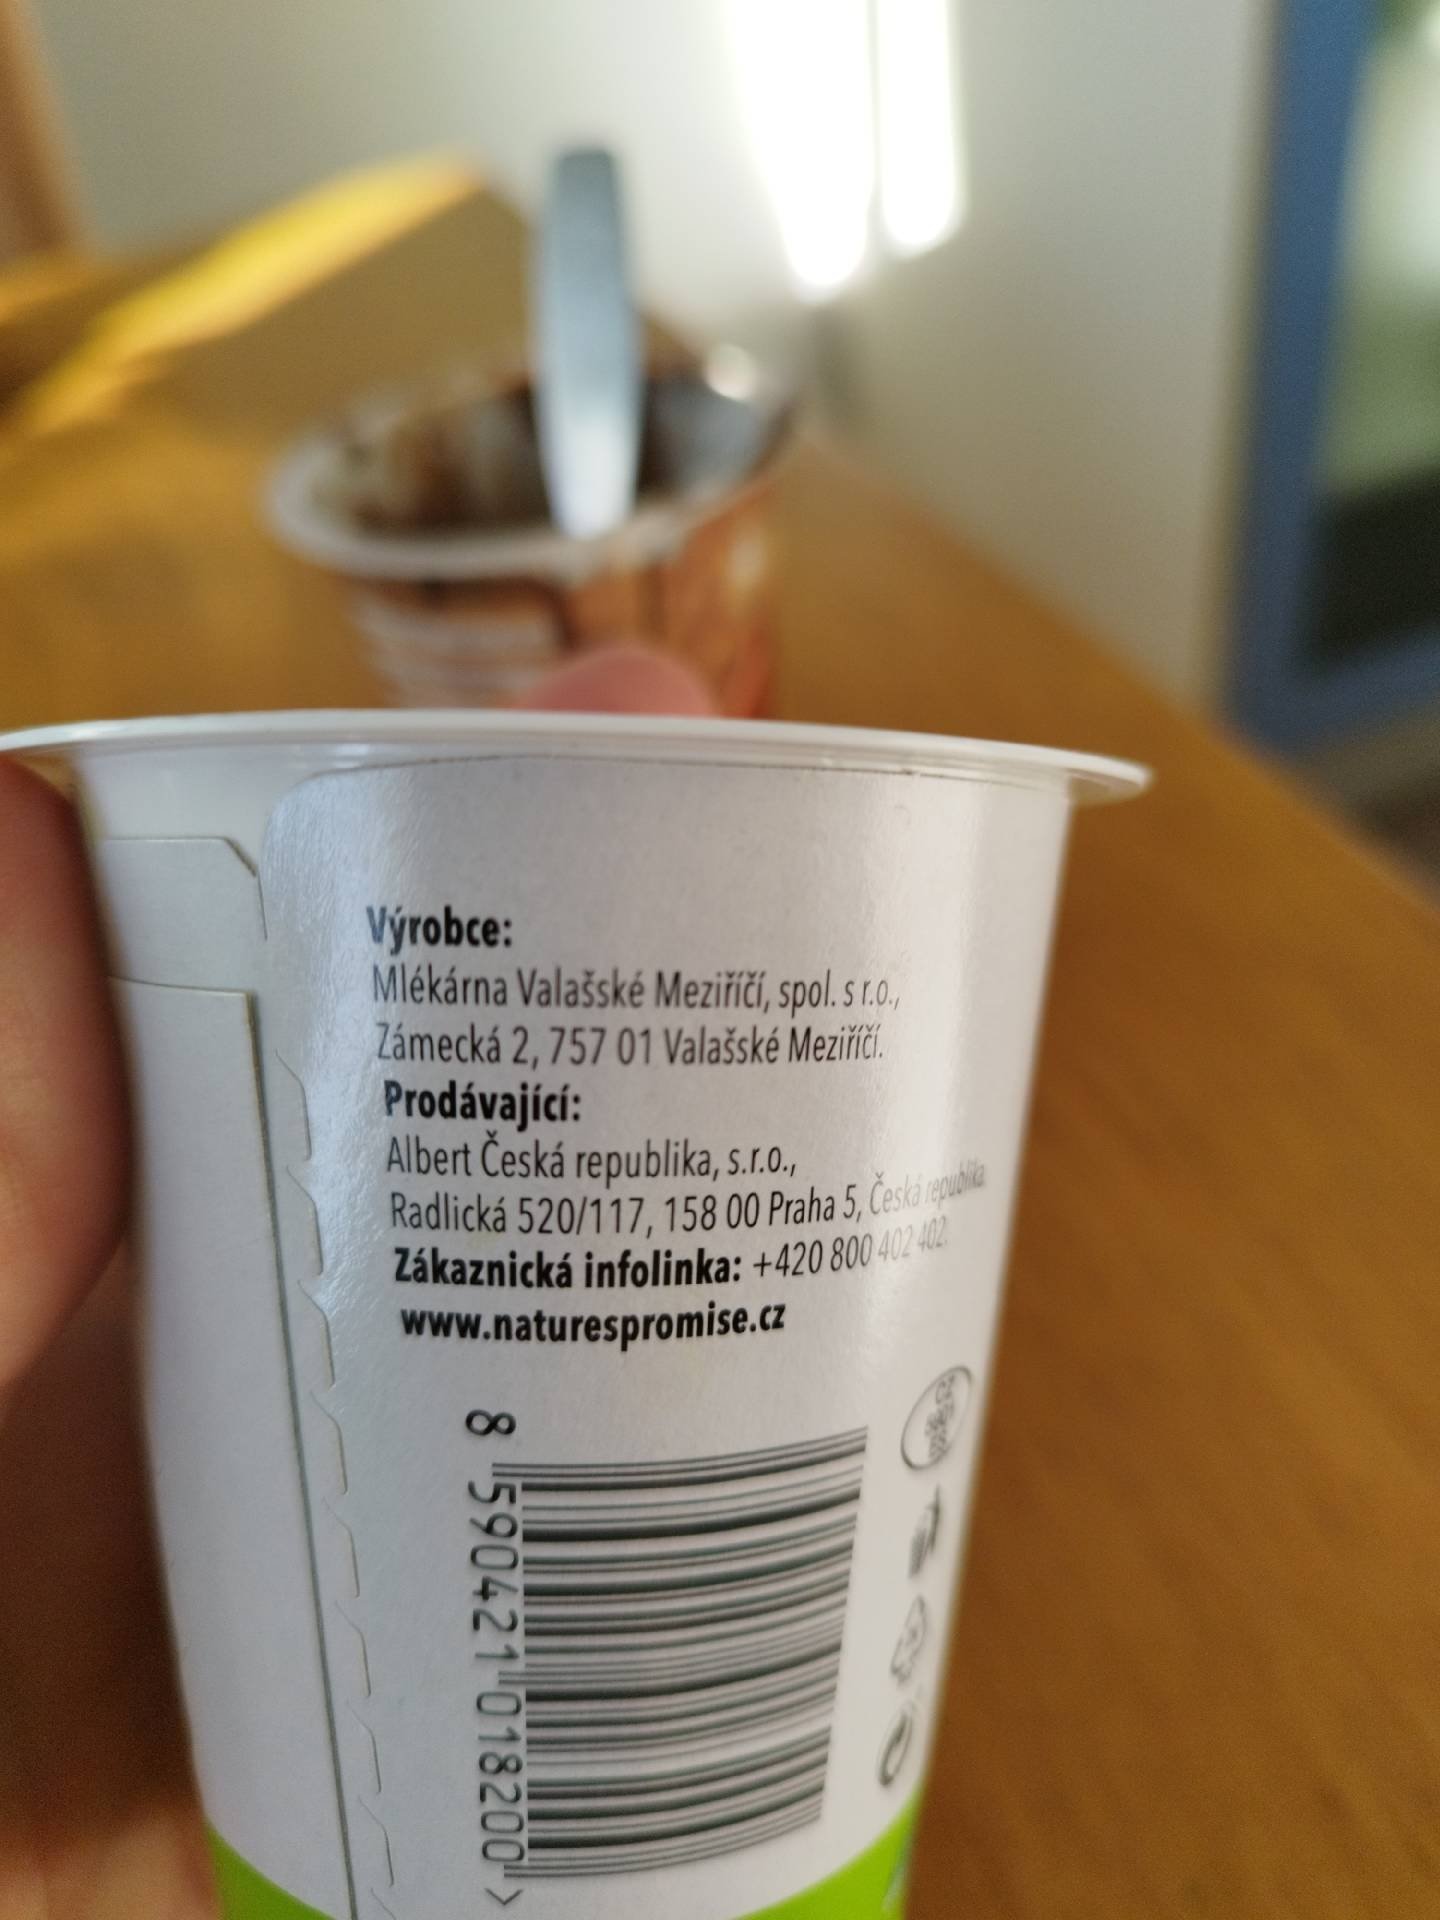 Výrobce:
Mlékárna Valašské Meziříčí, spol. s r.o.,
Zámecká 2, 757 01 Valašské Meziříčí.
Prodávající:
Albert Česká republika, s.r.o.,
Radlická 520/117, 158 00 Praha 5, Česká republika.
Zákaznická infolinka: +420 800 402 402.
www.naturespromise.cz
8 590421 018200 >
CZ